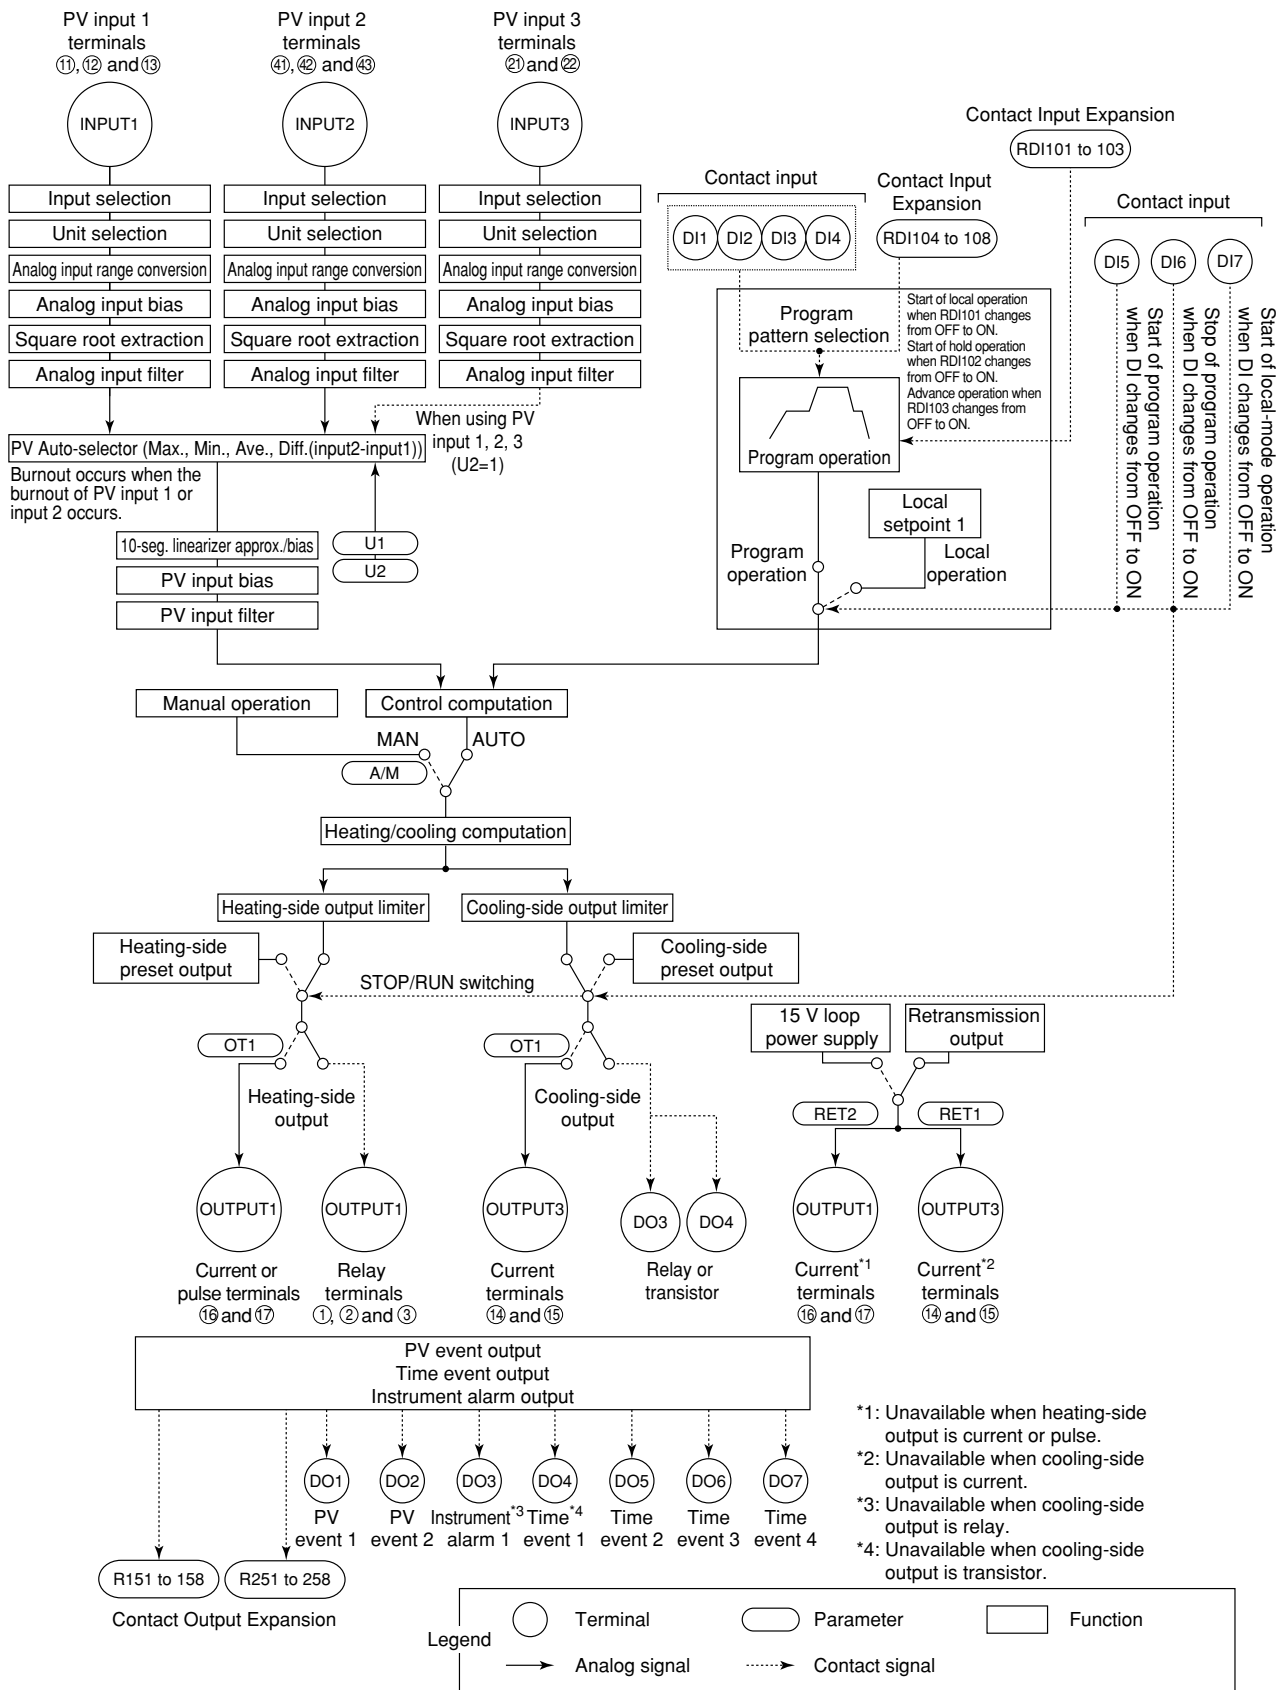 PV input 1
terminals
⑪, ⑫ and ⑬
PV input 2
terminals
㊶, ㊷ and ㊸
PV input 3
terminals
㉑ and ㉒
INPUT1
INPUT2
INPUT3
Input selection
Unit selection
Analog input range conversion
Analog input bias
Square root extraction
Analog input filter
Input selection
Unit selection
Analog input range conversion
Analog input bias
Square root extraction
Analog input filter
Input selection
Unit selection
Analog input range conversion
Analog input bias
Square root extraction
Analog input filter
Contact Input Expansion
RDI101 to 103
Contact input
DI1
DI2
DI3
DI4
Contact Input
Expansion
RDI104 to 108
Contact input
DI5
DI6
DI7
Start of program operation
when DI changes from OFF to ON
Stop of program operation
when DI changes from OFF to ON
Start of local-mode operation
when DI changes from OFF to ON
Program
pattern selection
Start of local operation
when RDI101 changes
from OFF to ON.
Start of hold operation
when RDI102 changes
from OFF to ON.
Advance operation when
RDI103 changes from
OFF to ON.
Program operation
When using PV
input 1, 2, 3
(U2=1)
PV Auto-selector (Max., Min., Ave., Diff.(input2-input1))
Burnout occurs when the
burnout of PV input 1 or
input 2 occurs.
U1
U2
10-seg. linearizer approx./bias
PV input bias
PV input filter
Local
setpoint 1
Program
operation
Local
operation
Manual operation
Control computation
MAN
AUTO
A/M
Heating/cooling computation
Heating-side output limiter
Cooling-side output limiter
Heating-side
preset output
Cooling-side
preset output
STOP/RUN switching
15 V loop
power supply
Retransmission
output
OT1
OT1
Heating-side
output
Cooling-side
output
RET2
RET1
OUTPUT1
OUTPUT1
OUTPUT3
DO3
DO4
OUTPUT1
OUTPUT3
Current or
pulse terminals
⑯ and ⑰
Relay
terminals
①, ② and ③
Current
terminals
⑭ and ⑮
Relay or
transistor
Current*1
terminals
⑯ and ⑰
Current*2
terminals
⑭ and ⑮
PV event output
Time event output
Instrument alarm output
DO1
DO2
DO3
DO4
DO5
DO6
DO7
PV
event 1
PV
event 2
Instrument*3
alarm 1
Time*4
event 1
Time
event 2
Time
event 3
Time
event 4
R151 to 158
R251 to 258
Contact Output Expansion
*1: Unavailable when heating-side
output is current or pulse.
*2: Unavailable when cooling-side
output is current.
*3: Unavailable when cooling-side
output is relay.
*4: Unavailable when cooling-side
output is transistor.
Legend
Terminal
Parameter
Function
Analog signal
Contact signal